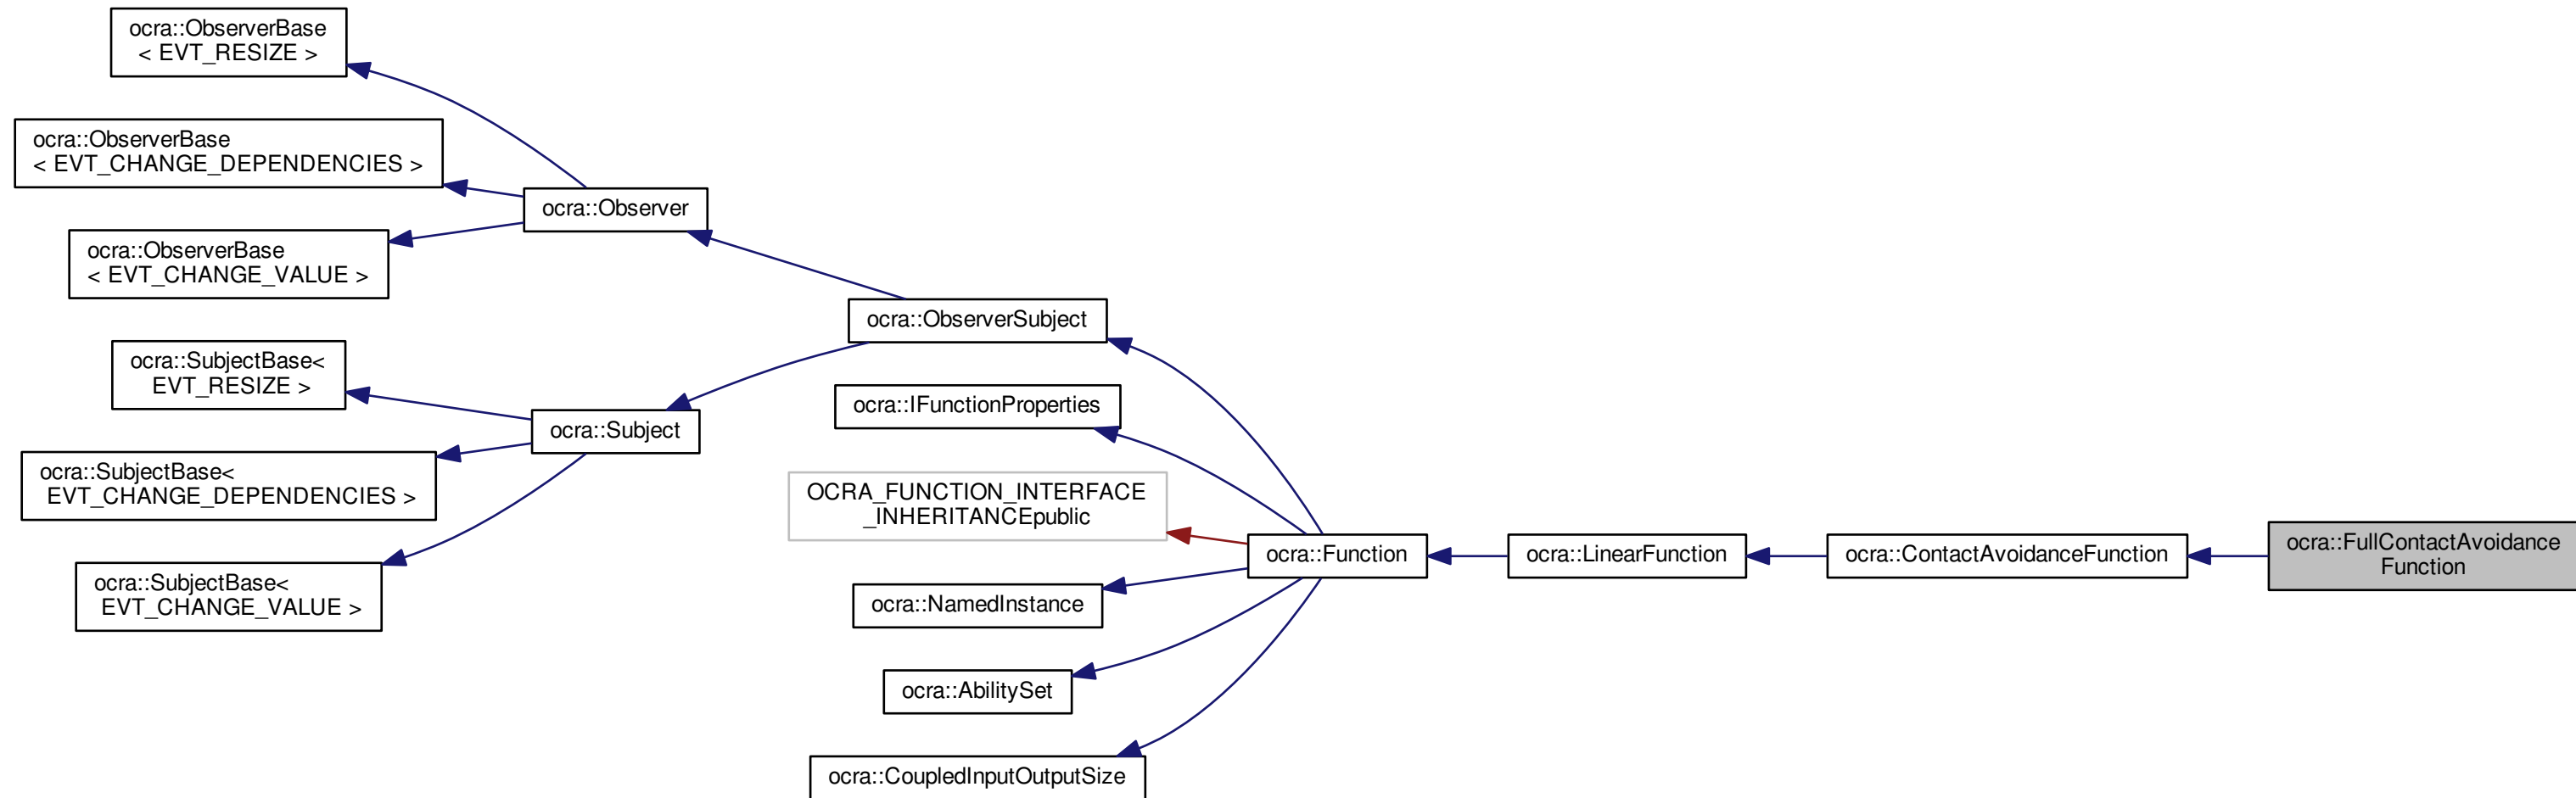 ocra::ObserverBase
< EVT_RESIZE >
ocra::ObserverBase
< EVT_CHANGE_DEPENDENCIES >
ocra::Observer
ocra::ObserverBase
< EVT_CHANGE_VALUE >
ocra::ObserverSubject
ocra::SubjectBase<
EVT_RESIZE >
ocra::IFunctionProperties
ocra::Subject
ocra::SubjectBase<
EVT_CHANGE_DEPENDENCIES >
OCRA_FUNCTION_INTERFACE
_INHERITANCEpublic
ocra::Function
ocra::LinearFunction
ocra::ContactAvoidanceFunction
ocra::FullContactAvoidance
Function
ocra::SubjectBase<
EVT_CHANGE_VALUE >
ocra::NamedInstance
ocra::AbilitySet
ocra::CoupledInputOutputSize